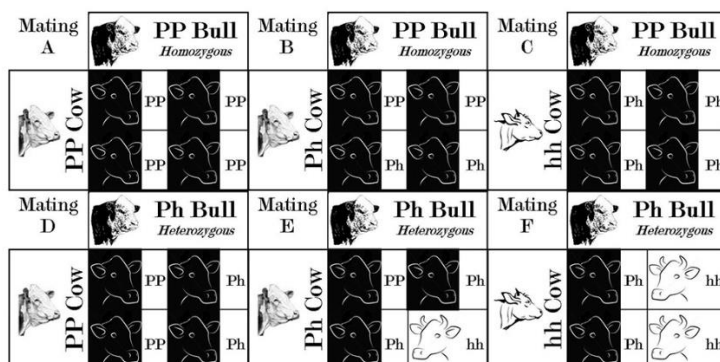 Mating
A
PP Bull
Homozygous
PP Cow
PP
PP
PP
PP
Mating
B
PP Bull
Homozygous
Ph Cow
PP
PP
Ph
Ph
Mating
C
PP Bull
Homozygous
hh Cow
Ph
Ph
Ph
Ph
Mating
D
Ph Bull
Heterozygous
PP Cow
PP
Ph
PP
Ph
Mating
E
Ph Bull
Heterozygous
Ph Cow
PP
Ph
Ph
hh
Mating
F
Ph Bull
Heterozygous
hh Cow
Ph
hh
Ph
hh